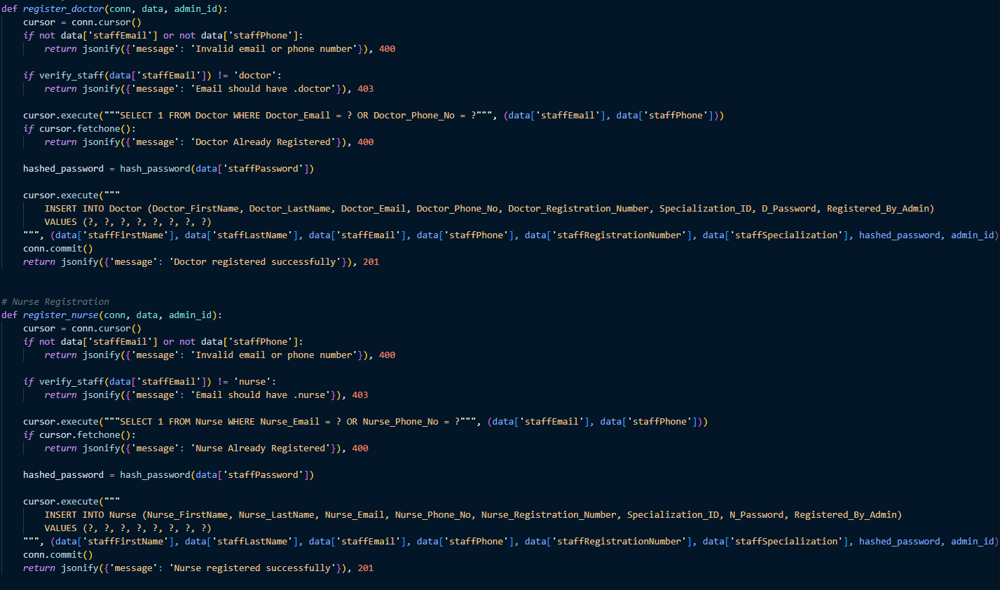 def register_doctor(conn, data, admin_id):
    cursor = conn.cursor()
    if not data['staffEmail'] or not data['staffPhone']:
        return jsonify({'message': 'Invalid email or phone number'}), 400

    if verify_staff(data['staffEmail']) != 'doctor':
        return jsonify({'message': 'Email should have .doctor'}), 403

    cursor.execute("""SELECT 1 FROM Doctor WHERE Doctor_Email = ? OR Doctor_Phone_No = ?""", (data['staffEmail'], data['staffPhone']))
    if cursor.fetchone():
        return jsonify({'message': 'Doctor Already Registered'}), 400

    hashed_password = hash_password(data['staffPassword'])

    cursor.execute("""
        INSERT INTO Doctor (Doctor_FirstName, Doctor_LastName, Doctor_Email, Doctor_Phone_No, Doctor_Registration_Number, Specialization_ID, D_Password, Registered_By_Admin)
        VALUES (?, ?, ?, ?, ?, ?, ?, ?)
    """, (data['staffFirstName'], data['staffLastName'], data['staffEmail'], data['staffPhone'], data['staffRegistrationNumber'], data['staffSpecialization'], hashed_password, admin_id)
    conn.commit()
    return jsonify({'message': 'Doctor registered successfully'}), 201


# Nurse Registration
def register_nurse(conn, data, admin_id):
    cursor = conn.cursor()
    if not data['staffEmail'] or not data['staffPhone']:
        return jsonify({'message': 'Invalid email or phone number'}), 400

    if verify_staff(data['staffEmail']) != 'nurse':
        return jsonify({'message': 'Email should have .nurse'}), 403

    cursor.execute("""SELECT 1 FROM Nurse WHERE Nurse_Email = ? OR Nurse_Phone_No = ?""", (data['staffEmail'], data['staffPhone']))
    if cursor.fetchone():
        return jsonify({'message': 'Nurse Already Registered'}), 400

    hashed_password = hash_password(data['staffPassword'])

    cursor.execute("""
        INSERT INTO Nurse (Nurse_FirstName, Nurse_LastName, Nurse_Email, Nurse_Phone_No, Nurse_Registration_Number, Specialization_ID, N_Password, Registered_By_Admin)
        VALUES (?, ?, ?, ?, ?, ?, ?, ?)
    """, (data['staffFirstName'], data['staffLastName'], data['staffEmail'], data['staffPhone'], data['staffRegistrationNumber'], data['staffSpecialization'], hashed_password, admin_id)
    conn.commit()
    return jsonify({'message': 'Nurse registered successfully'}), 201